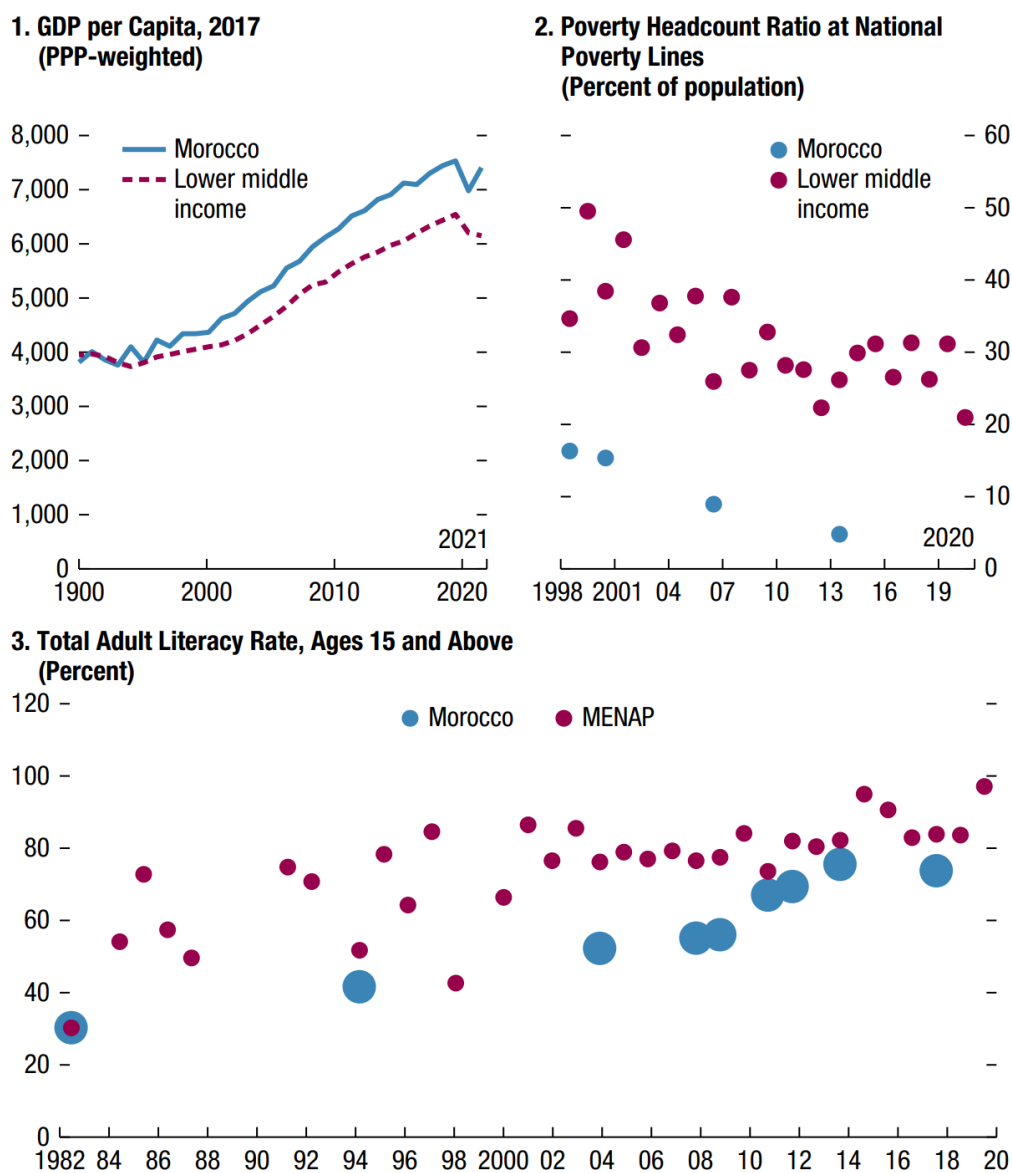 1. GDP per Capita, 2017
(PPP-weighted)
8,000
7,000
6,000
5,000
4,000
3,000
2,000
1,000
0
Morocco
Lower middle
income
2021
1900 2000 2010 2020
2. Poverty Headcount Ratio at National
Poverty Lines
(Percent of population)
Morocco
Lower middle
income
60
50
40
30
20
10
0
2020
1998 2001 04 07 10 13 16 19
3. Total Adult Literacy Rate, Ages 15 and Above
(Percent)
120
100
80
60
40
20
0
Morocco MENAP
1982 84 86 88 90 92 94 96 98 2000 02 04 06 08 10 12 14 16 18 20